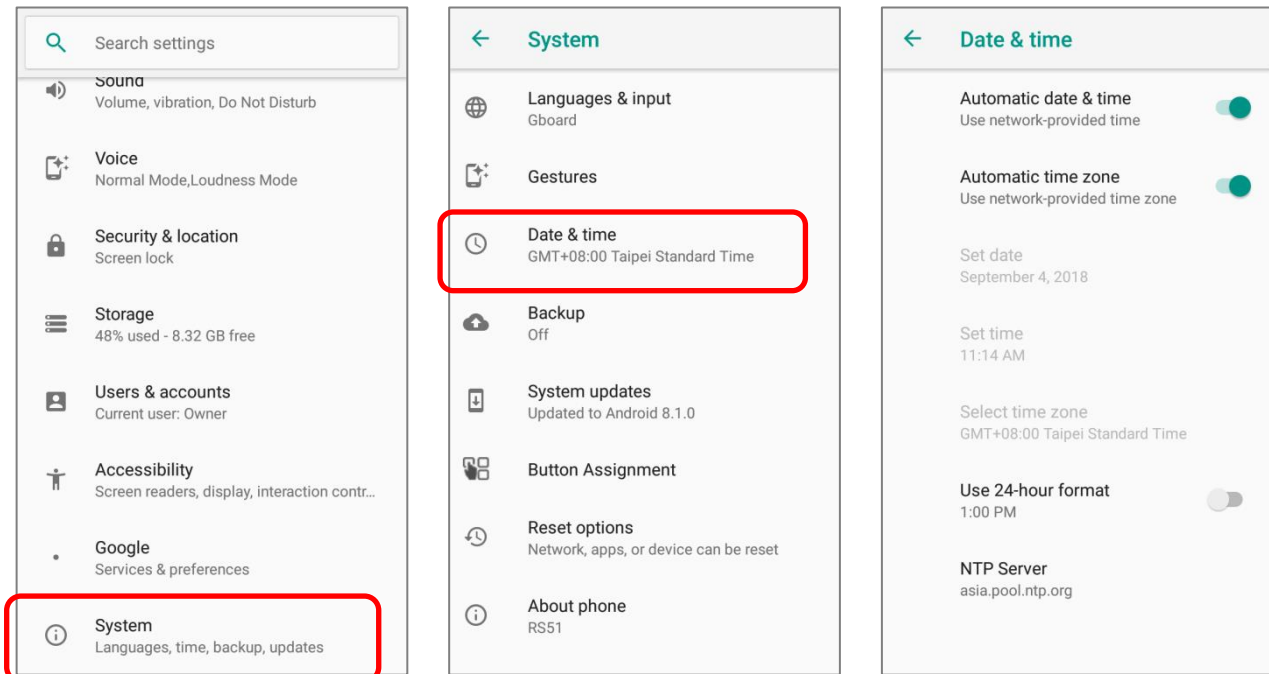 Search settings
Sound
Volume, vibration, Do Not Disturb
Voice
Normal Mode,Loudness Mode
Security & location
Screen lock
Storage
48% used - 8.32 GB free
Users & accounts
Current user: Owner
Accessibility
Screen readers, display, interaction contr...
Google
Services & preferences
System
Languages, time, backup, updates
System
Languages & input
Gboard
Gestures
Date & time
GMT+08:00 Taipei Standard Time
Backup
Off
System updates
Updated to Android 8.1.0
Button Assignment
Reset options
Network, apps, or device can be reset
About phone
RS51
Date & time
Automatic date & time
Use network-provided time
Automatic time zone
Use network-provided time zone
Set date
September 4, 2018
Set time
11:14 AM
Select time zone
GMT+08:00 Taipei Standard Time
Use 24-hour format
1:00 PM
NTP Server
asia.pool.ntp.org